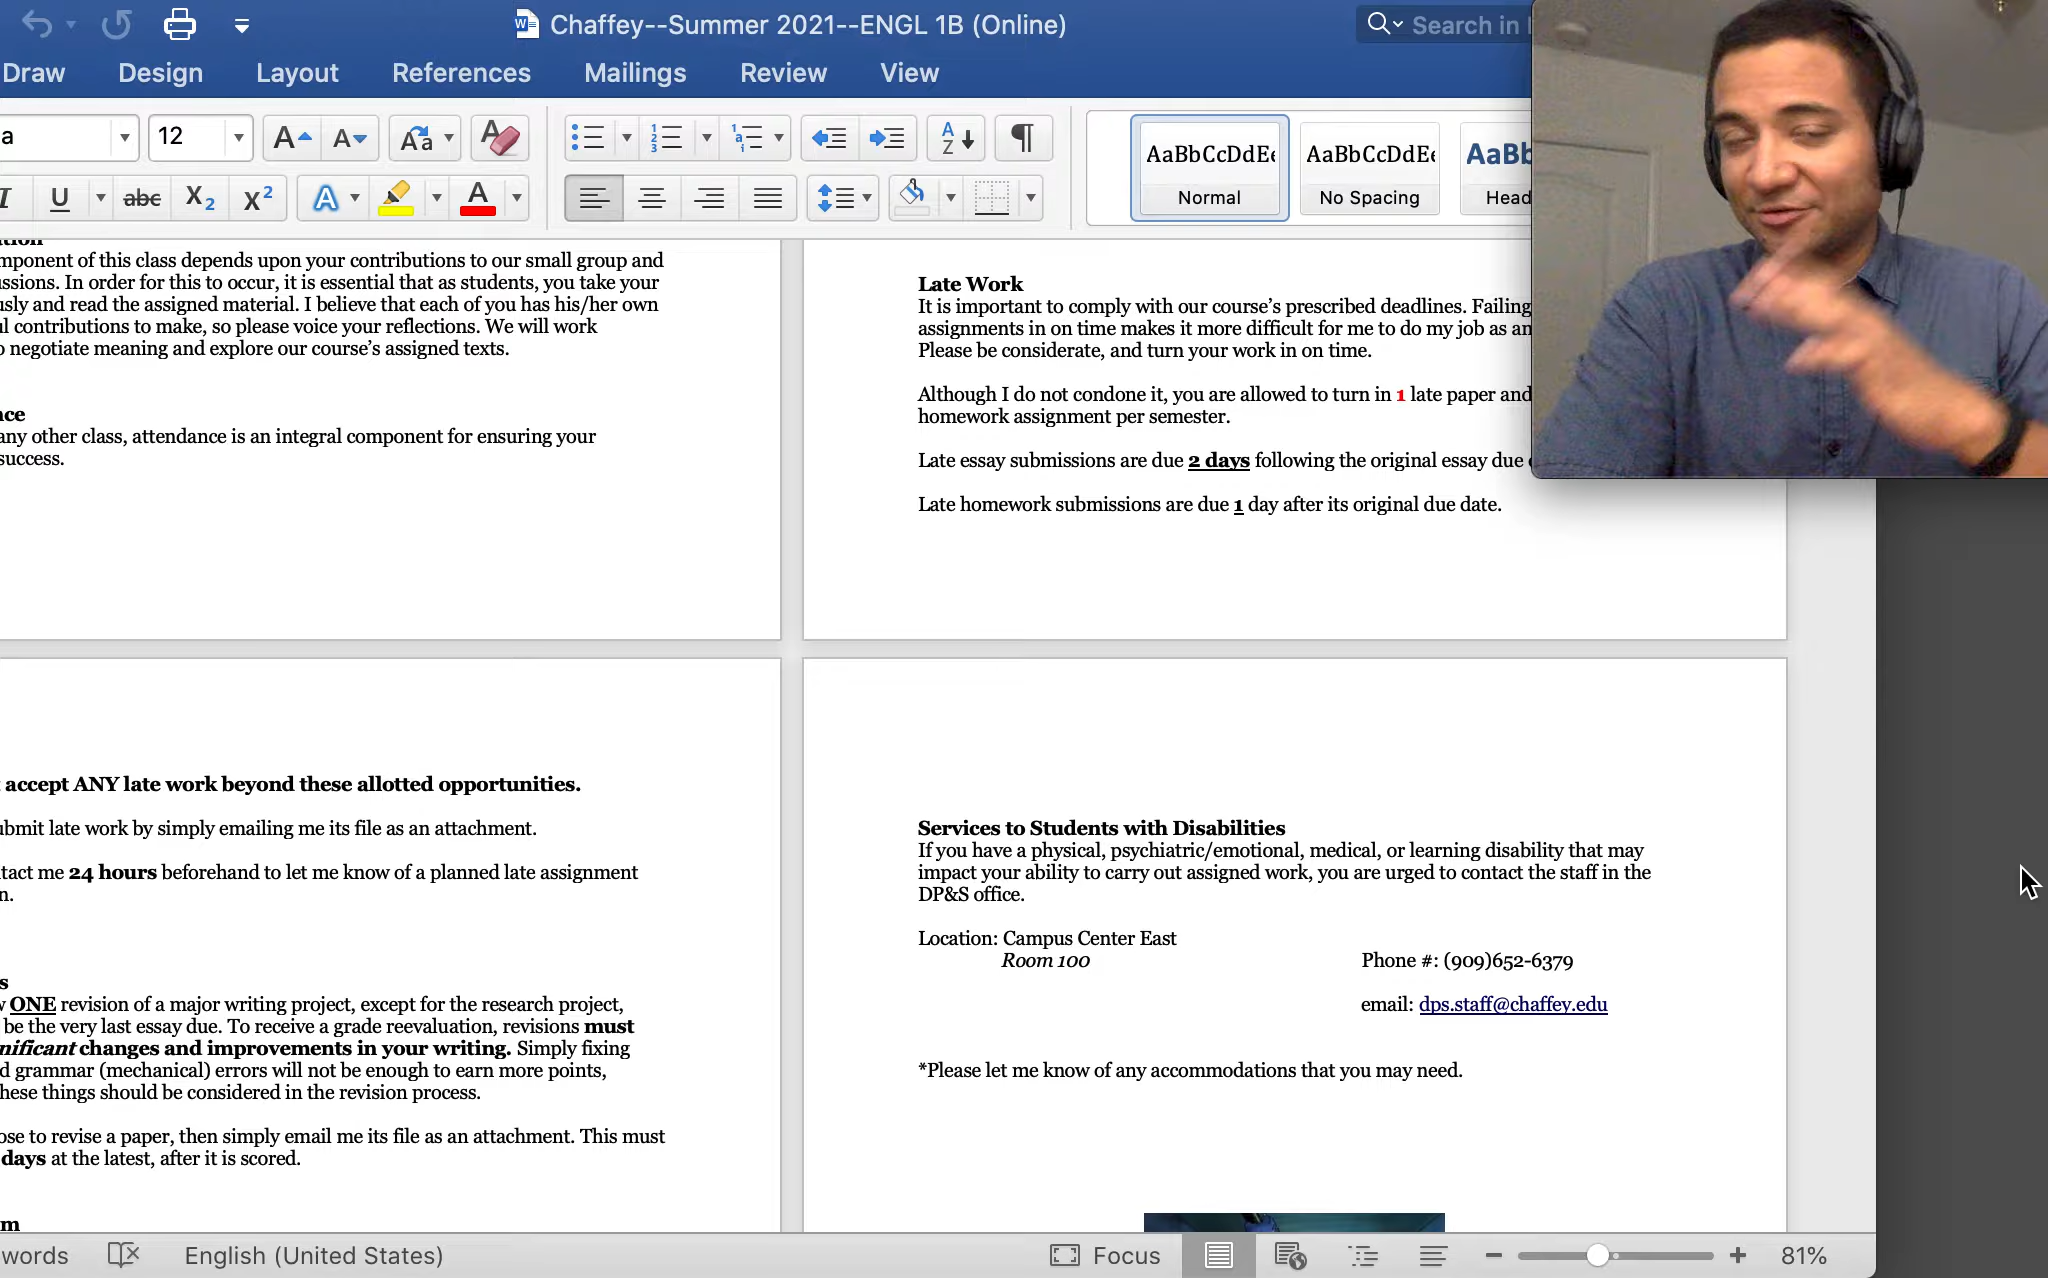 Chaffey--Summer 2021--ENGL 1B (Online)
Search in
Draw Design Layout References Mailings Review View
a 12
AaBbCcDdEe AaBbCcDdEe AaBb
Normal No Spacing Head
mponent of this class depends upon your contributions to our small group and
ssions. In order for this to occur, it is essential that as students, you take your
usly and read the assigned material. I believe that each of you has his/her own
l contributions to make, so please voice your reflections. We will work
o negotiate meaning and explore our course's assigned texts.
ce
any other class, attendance is an integral component for ensuring your
success.
Late Work
It is important to comply with our course's prescribed deadlines. Failing
assignments in on time makes it more difficult for me to do my job as an
Please be considerate, and turn your work in on time.
Although I do not condone it, you are allowed to turn in 1 late paper and
homework assignment per semester.
Late essay submissions are due 2 days following the original essay due
Late homework submissions are due 1 day after its original due date.
accept ANY late work beyond these allotted opportunities.
ubmit late work by simply emailing me its file as an attachment.
tact me 24 hours beforehand to let me know of a planned late assignment
n.
s
w ONE revision of a major writing project, except for the research project,
be the very last essay due. To receive a grade reevaluation, revisions must
nificant changes and improvements in your writing. Simply fixing
d grammar (mechanical) errors will not be enough to earn more points,
hese things should be considered in the revision process.
ose to revise a paper, then simply email me its file as an attachment. This must
days at the latest, after it is scored.
m
Services to Students with Disabilities
If you have a physical, psychiatric/emotional, medical, or learning disability that may
impact your ability to carry out assigned work, you are urged to contact the staff in the
DP&S office.
Location: Campus Center East
Room 100
Phone #: (909)652-6379
email: dps.staff@chaffey.edu
*Please let me know of any accommodations that you may need.
words English (United States) Focus 81%